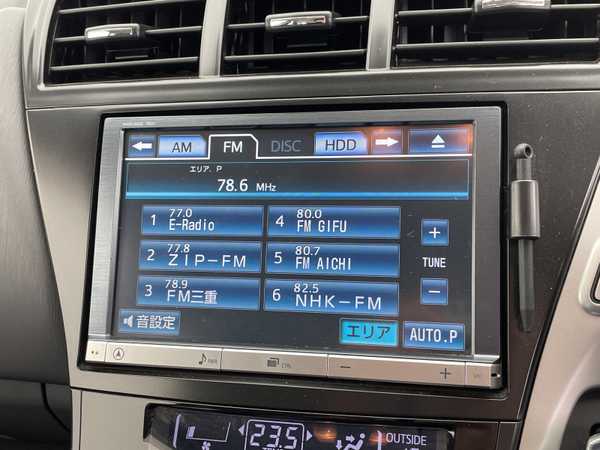 AM FM DISC HDD
エリア. P
78.6 MHz
1 77.0 E-Radio
4 80.0 FM GIFU
2 77.8 ZIP-FM
5 80.7 FM AICHI
3 78.9 FM三重
6 82.5 NHK-FM
+
TUNE
-
音設定
エリア
AUTO.P
PWR
CTRL
- +
23.5
OUTSIDE